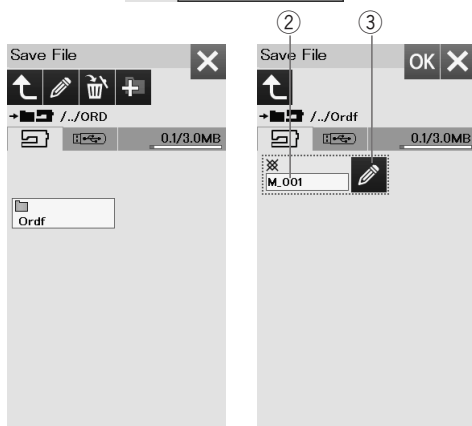 ② ③
Save File
/../ORD
0.1/3.0MB
Ordf
Save File
OK
/../Ordf
0.1/3.0MB
M_001